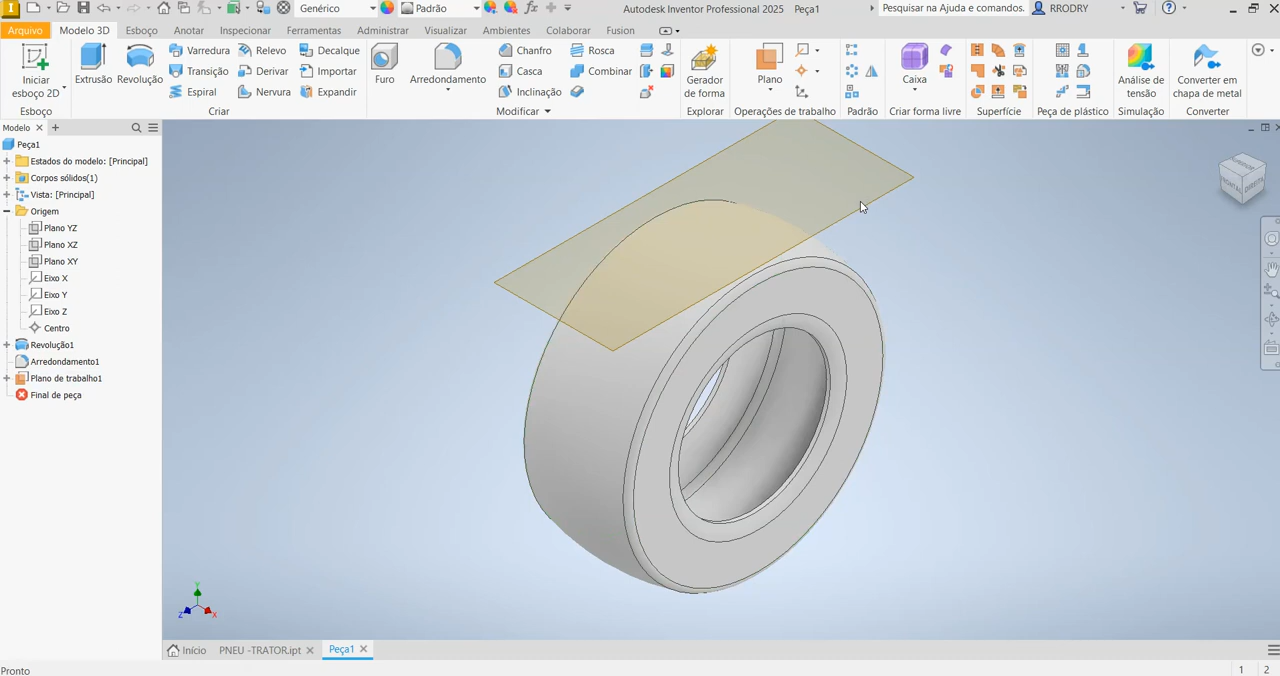 Genérico
Padrão
Autodesk Inventor Professional 2025 Peça1
Pesquisar na Ajuda e comandos.
RRODRY
Arquivo Modelo 3D Esboço Anotar Inspecionar Ferramentas Administrar Visualizar Ambientes Colaborar Fusion
Iniciar
esboço 2D
Esboço
Extrusão
Revolução
Varredura Relevo Decalque
Transição Derivar Importar
Espiral Nervura Expandir
Criar
Furo
Arredondamento
Chanfro Rosca
Casca Combinar
Inclinação
Modificar
Gerador
de forma
Explorar
Plano
Operações de trabalho
Padrão
Caixa
Criar forma livre
Superfície
Peça de plástico
Análise de
tensão
Simulação
Converter em
chapa de metal
Converter
Modelo
Peça1
Estados do modelo: [Principal]
Corpos sólidos(1)
Vista: [Principal]
Origem
Plano YZ
Plano XZ
Plano XY
Eixo X
Eixo Y
Eixo Z
Centro
Revolução1
Arredondamento1
Plano de trabalho1
Final de peça
FRONTAL DIREITA
Y
Z X
Início PNEU -TRATOR.ipt Peça1
Pronto
1 2